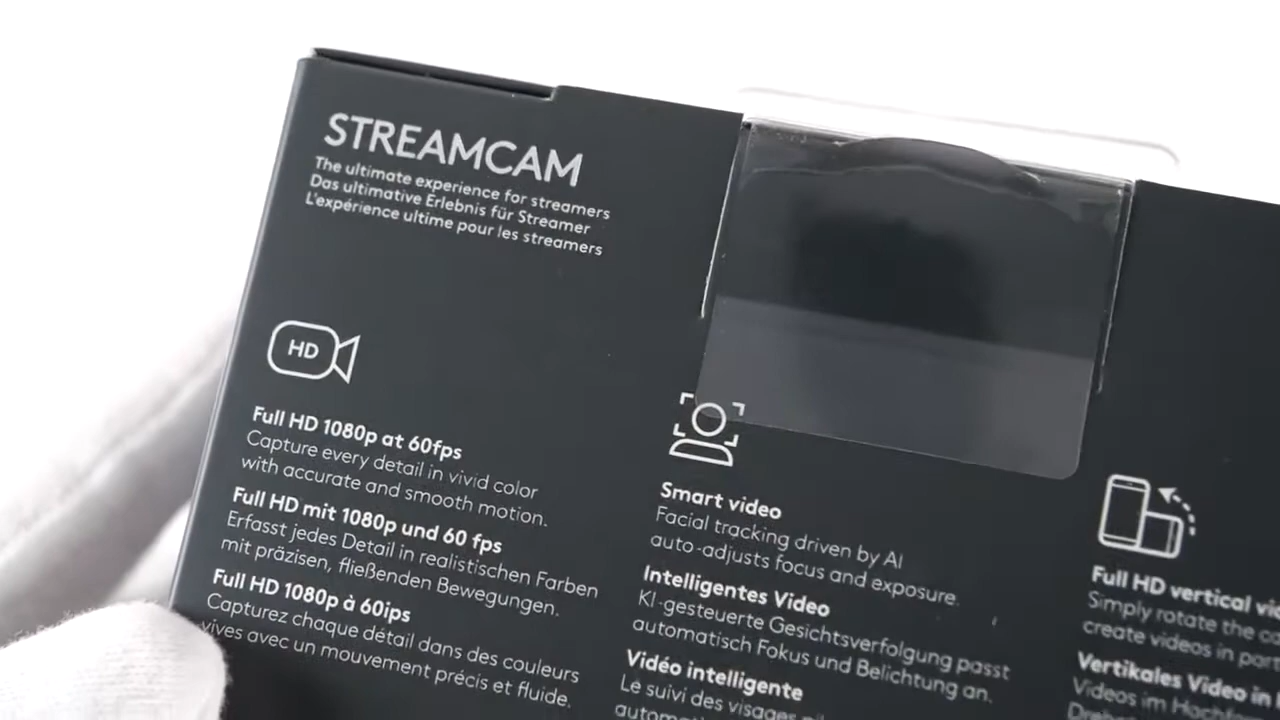 STREAMCAM
The ultimate experience for streamers
Das ultimative Erlebnis für Streamer
L'expérience ultime pour les streamers
HD
Full HD 1080p at 60fps
Capture every detail in vivid color
with accurate and smooth motion.
Full HD mit 1080p und 60 fps
Erfasst jedes Detail in realistischen Farben
mit präzisen, fließenden Bewegungen.
Full HD 1080p à 60ips
Capturez chaque détail dans des couleurs
vives avec un mouvement précis et fluide.
Smart video
Facial tracking driven by AI
auto-adjusts focus and exposure.
Intelligentes Video
KI-gesteuerte Gesichtsverfolgung passt
automatisch Fokus und Belichtung an.
Vidéo intelligente
Le suivi des visages
Full HD vertical
Simply rotate the
create videos in
Vertikales Video in
Videos im